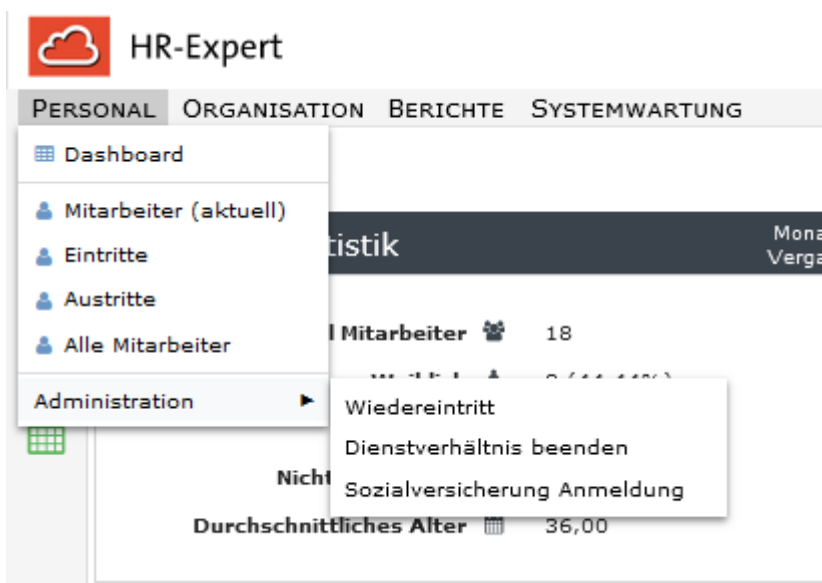 HR-Expert
PERSONAL ORGANISATION BERICHTE SYSTEMWARTUNG
Dashboard
Mitarbeiter (aktuell)
Eintritte
Austritte
Alle Mitarbeiter
Administration
Wiedereintritt
Dienstverhältnis beenden
Sozialversicherung Anmeldung
tistik
Mona
Verga
l Mitarbeiter 18
Nicht
Durchschnittliches Alter 36,00